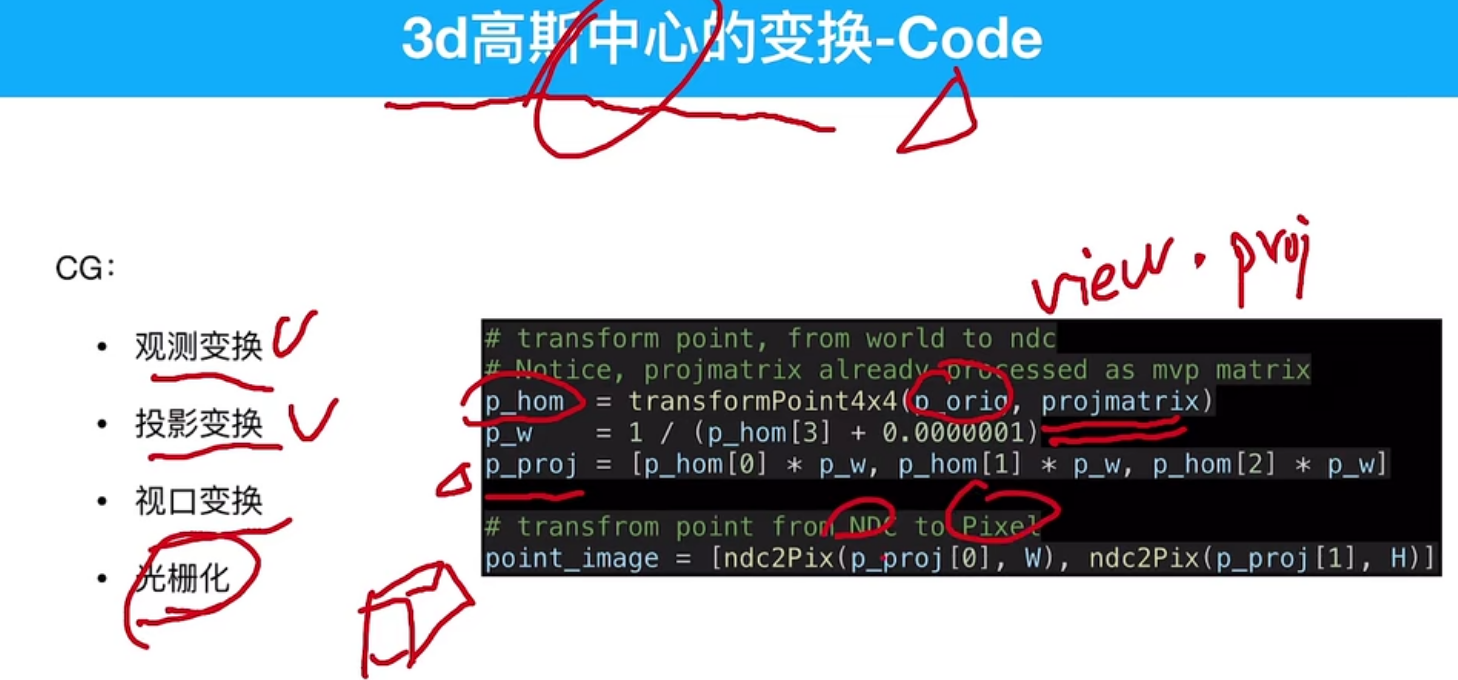 3d高斯中心的变换-Code
CG:
• 观测变换
• 投影变换
• 视口变换
• 光栅化
view · proj
# transform point, from world to ndc
# Notice, projmatrix already processed as mvp matrix
p_hom = transformPoint4x4(p_orig, projmatrix)
p_w = 1 / (p_hom[3] + 0.0000001)
p_proj = [p_hom[0] * p_w, p_hom[1] * p_w, p_hom[2] * p_w]
# transfrom point from NDC to Pixel
point_image = [ndc2Pix(p_proj[0], W), ndc2Pix(p_proj[1], H)]